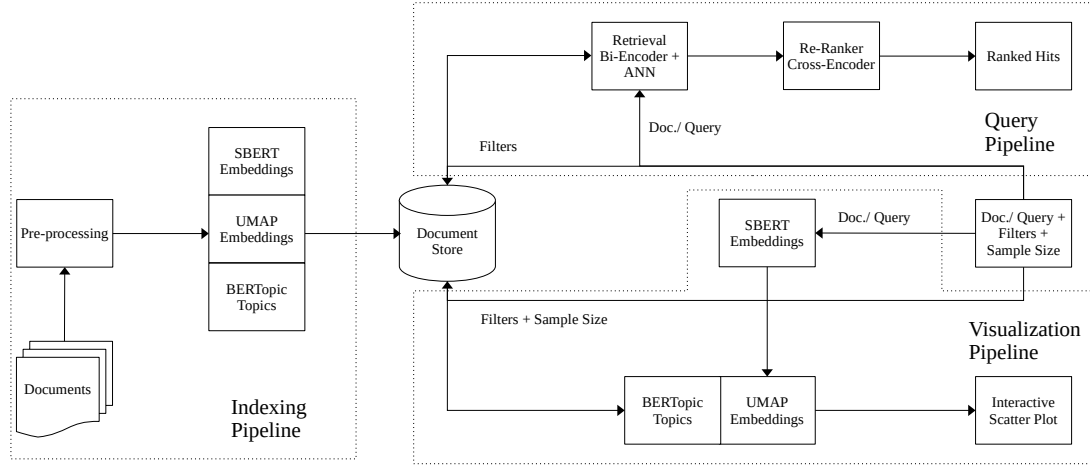 Documents
Pre-processing
SBERT
Embeddings
UMAP
Embeddings
BERTopic
Topics
Indexing
Pipeline
Document
Store
Retrieval
Bi-Encoder +
ANN
Re-Ranker
Cross-Encoder
Ranked Hits
Doc./ Query
Filters
Query
Pipeline
Doc./ Query +
Filters +
Sample Size
Doc./ Query
SBERT
Embeddings
Filters + Sample Size
Visualization
Pipeline
BERTopic
Topics
UMAP
Embeddings
Interactive
Scatter Plot